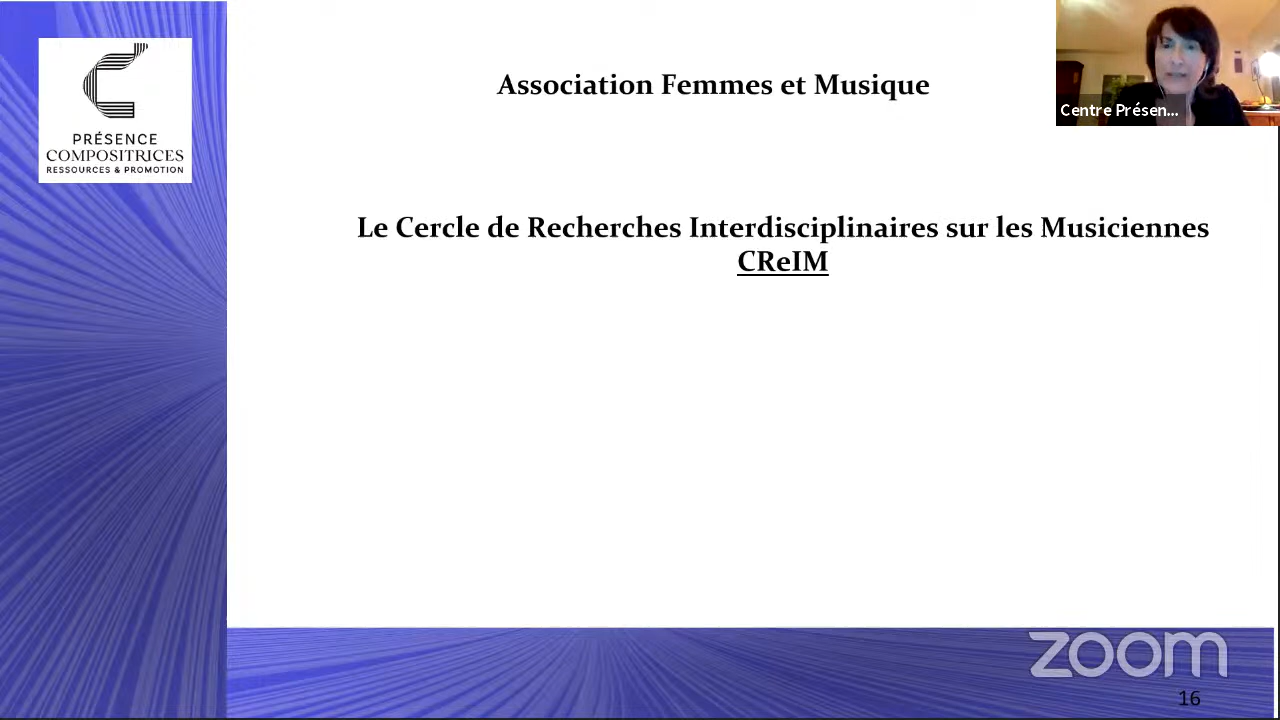 PRÉSENCE
COMPOSITRICES
RESSOURCES & PROMOTION
Association Femmes et Musique
Centre Présen...
Le Cercle de Recherches Interdisciplinaires sur les Musiciennes
CReIM
zoom
16